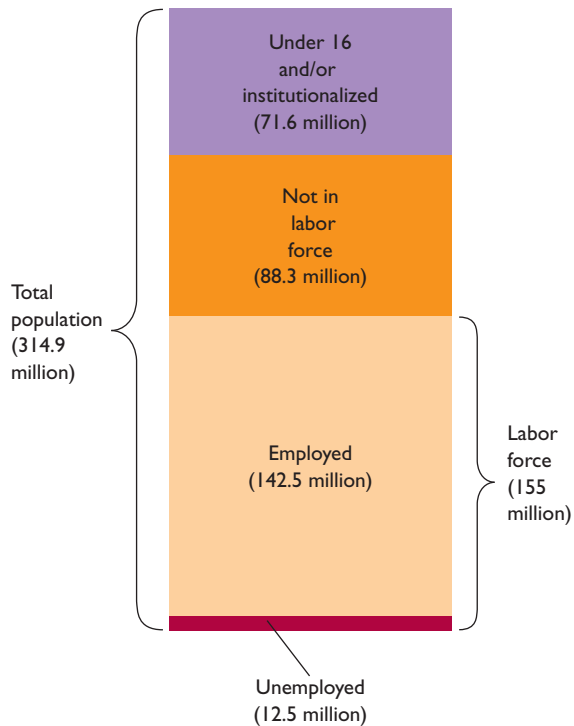 Under 16
and/or
institutionalized
(71.6 million)
Not in
labor
force
(88.3 million)
Total
population
(314.9
million)
Employed
(142.5 million)
Labor
force
(155
million)
Unemployed
(12.5 million)